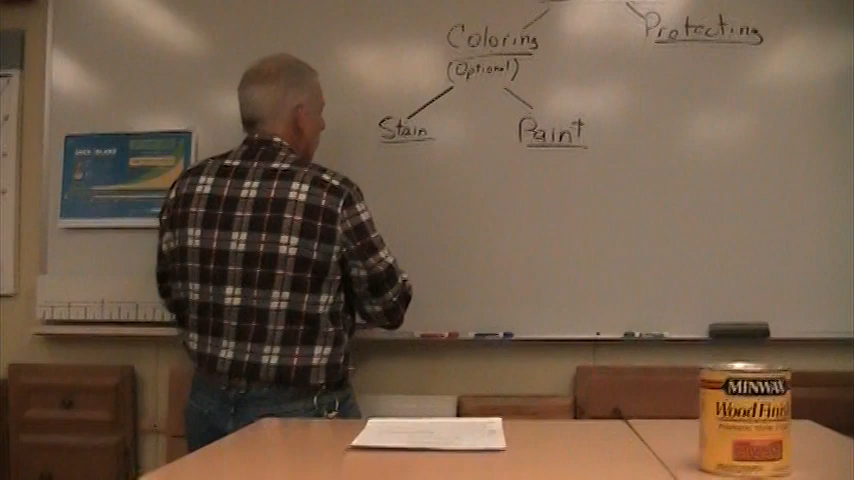 Coloring
Protecting
(Optional)
Stain
Paint
MINWAX
Wood Finish